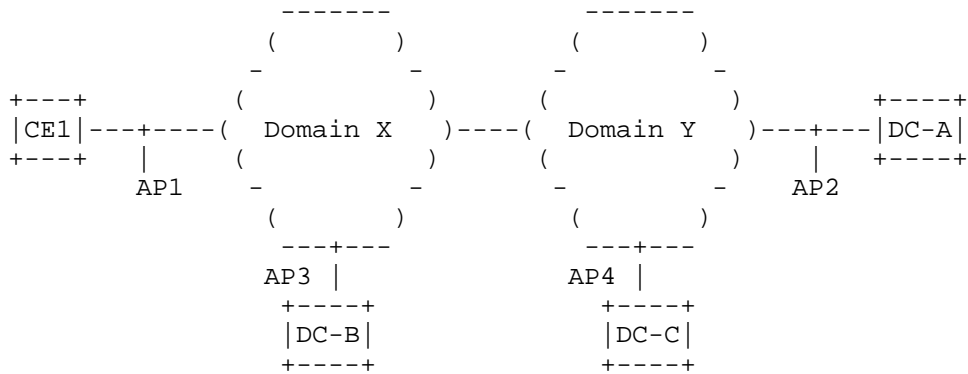 Domain X Domain Y
CE1 DC-A
AP1 AP2
AP3 AP4
DC-B DC-C